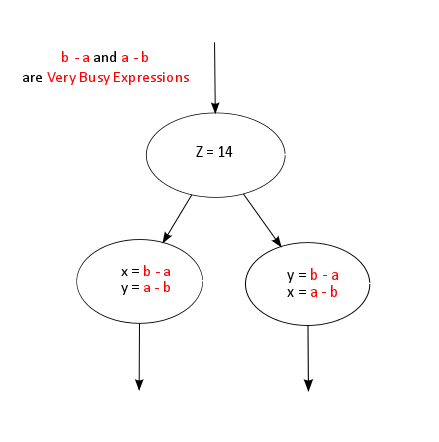 b - a and a - b
are Very Busy Expressions
Z = 14
x = b - a
y = a - b
y = b - a
x = a - b